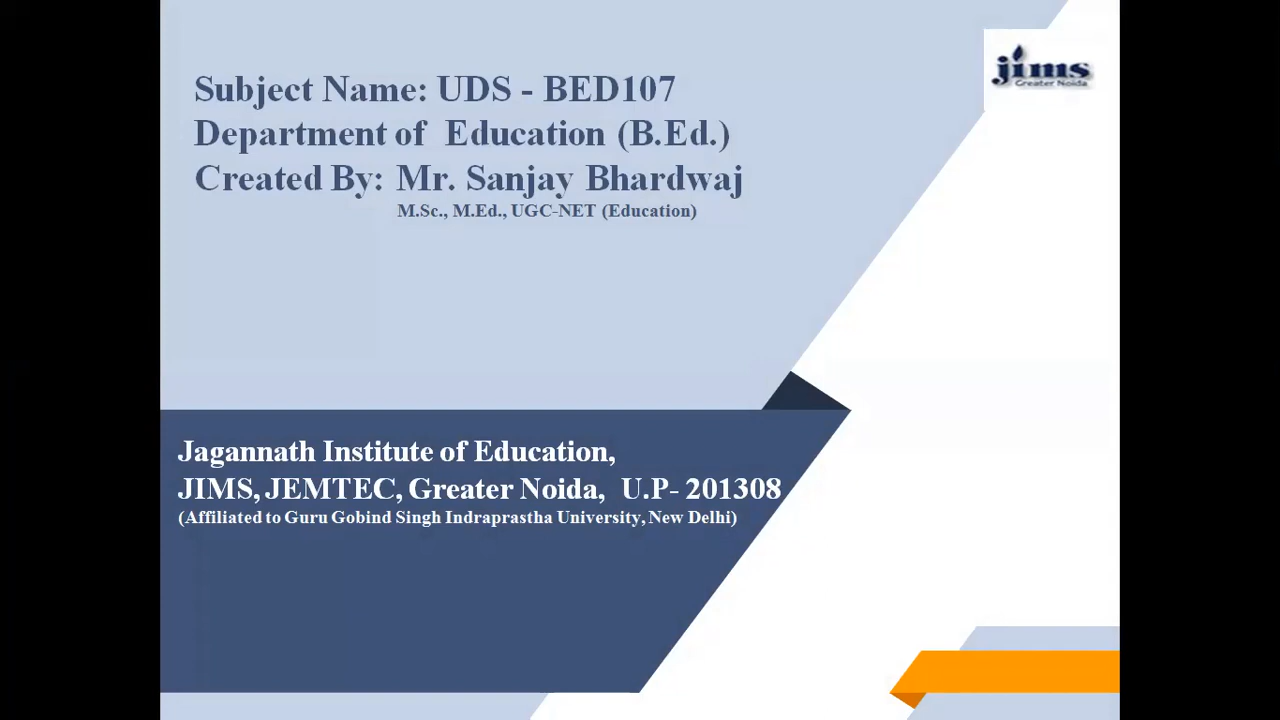 Subject Name: UDS - BED107
jims
Greater Noida
Department of Education (B.Ed.)
Created By: Mr. Sanjay Bhardwaj
M.Sc., M.Ed., UGC-NET (Education)
Jagannath Institute of Education,
JIMS, JEMTEC, Greater Noida, U.P- 201308
(Affiliated to Guru Gobind Singh Indraprastha University, New Delhi)